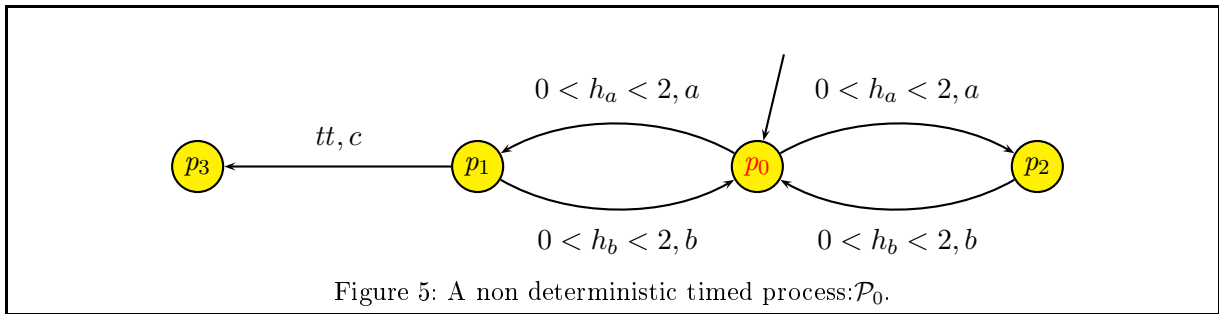 0 < h_a < 2, a
0 < h_a < 2, a
tt, c
p_3
p_1
p_0
p_2
0 < h_b < 2, b
0 < h_b < 2, b
Figure 5: A non deterministic timed process:𝒫_0.